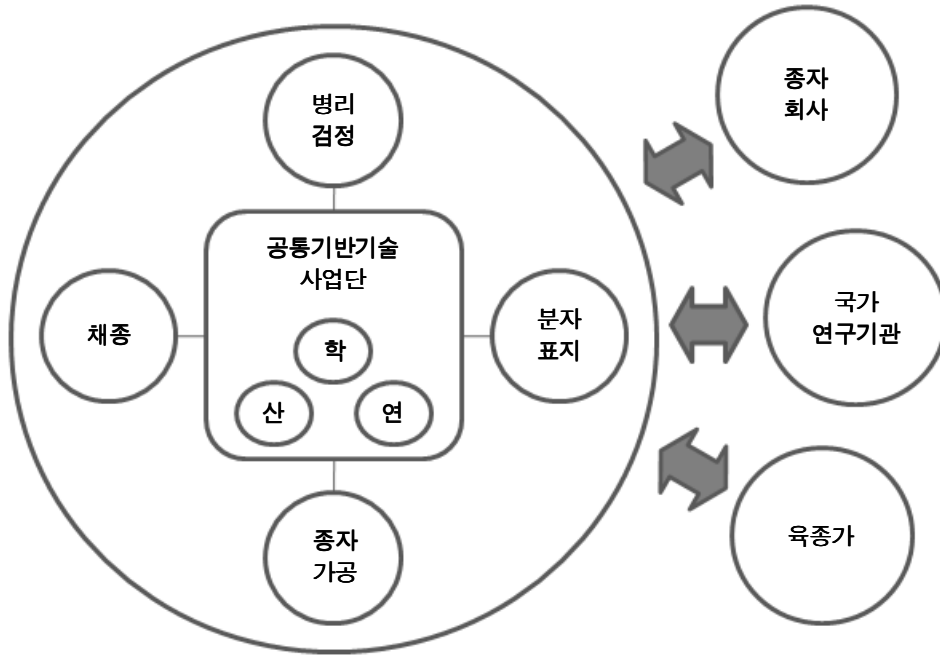 병리
검정
공통기반기술
사업단
채종
학
산
연
분자
표지
종자
가공
종자
회사
국가
연구기관
육종가